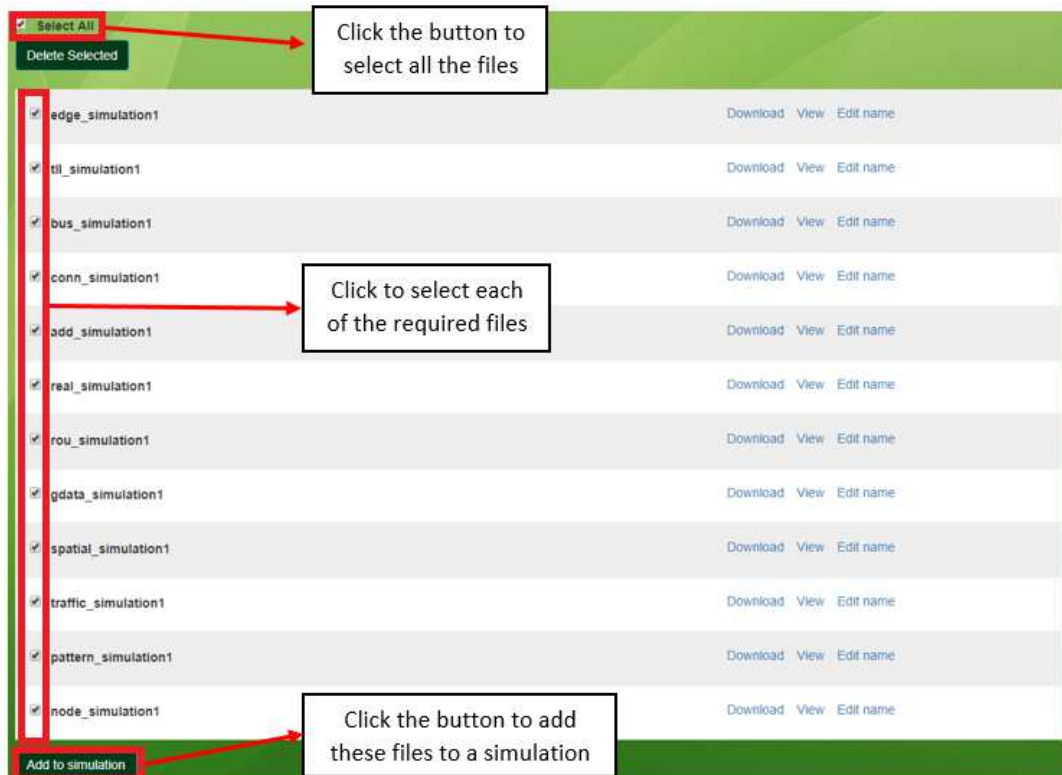 Select All
Click the button to
select all the files
Delete Selected
edge_simulation1 Download View Edit name
tll_simulation1 Download View Edit name
bus_simulation1 Download View Edit name
conn_simulation1 Download View Edit name
Click to select each
of the required files
add_simulation1 Download View Edit name
real_simulation1 Download View Edit name
rou_simulation1 Download View Edit name
gdata_simulation1 Download View Edit name
spatial_simulation1 Download View Edit name
traffic_simulation1 Download View Edit name
pattern_simulation1 Download View Edit name
node_simulation1 Download View Edit name
Click the button to add
these files to a simulation
Add to simulation